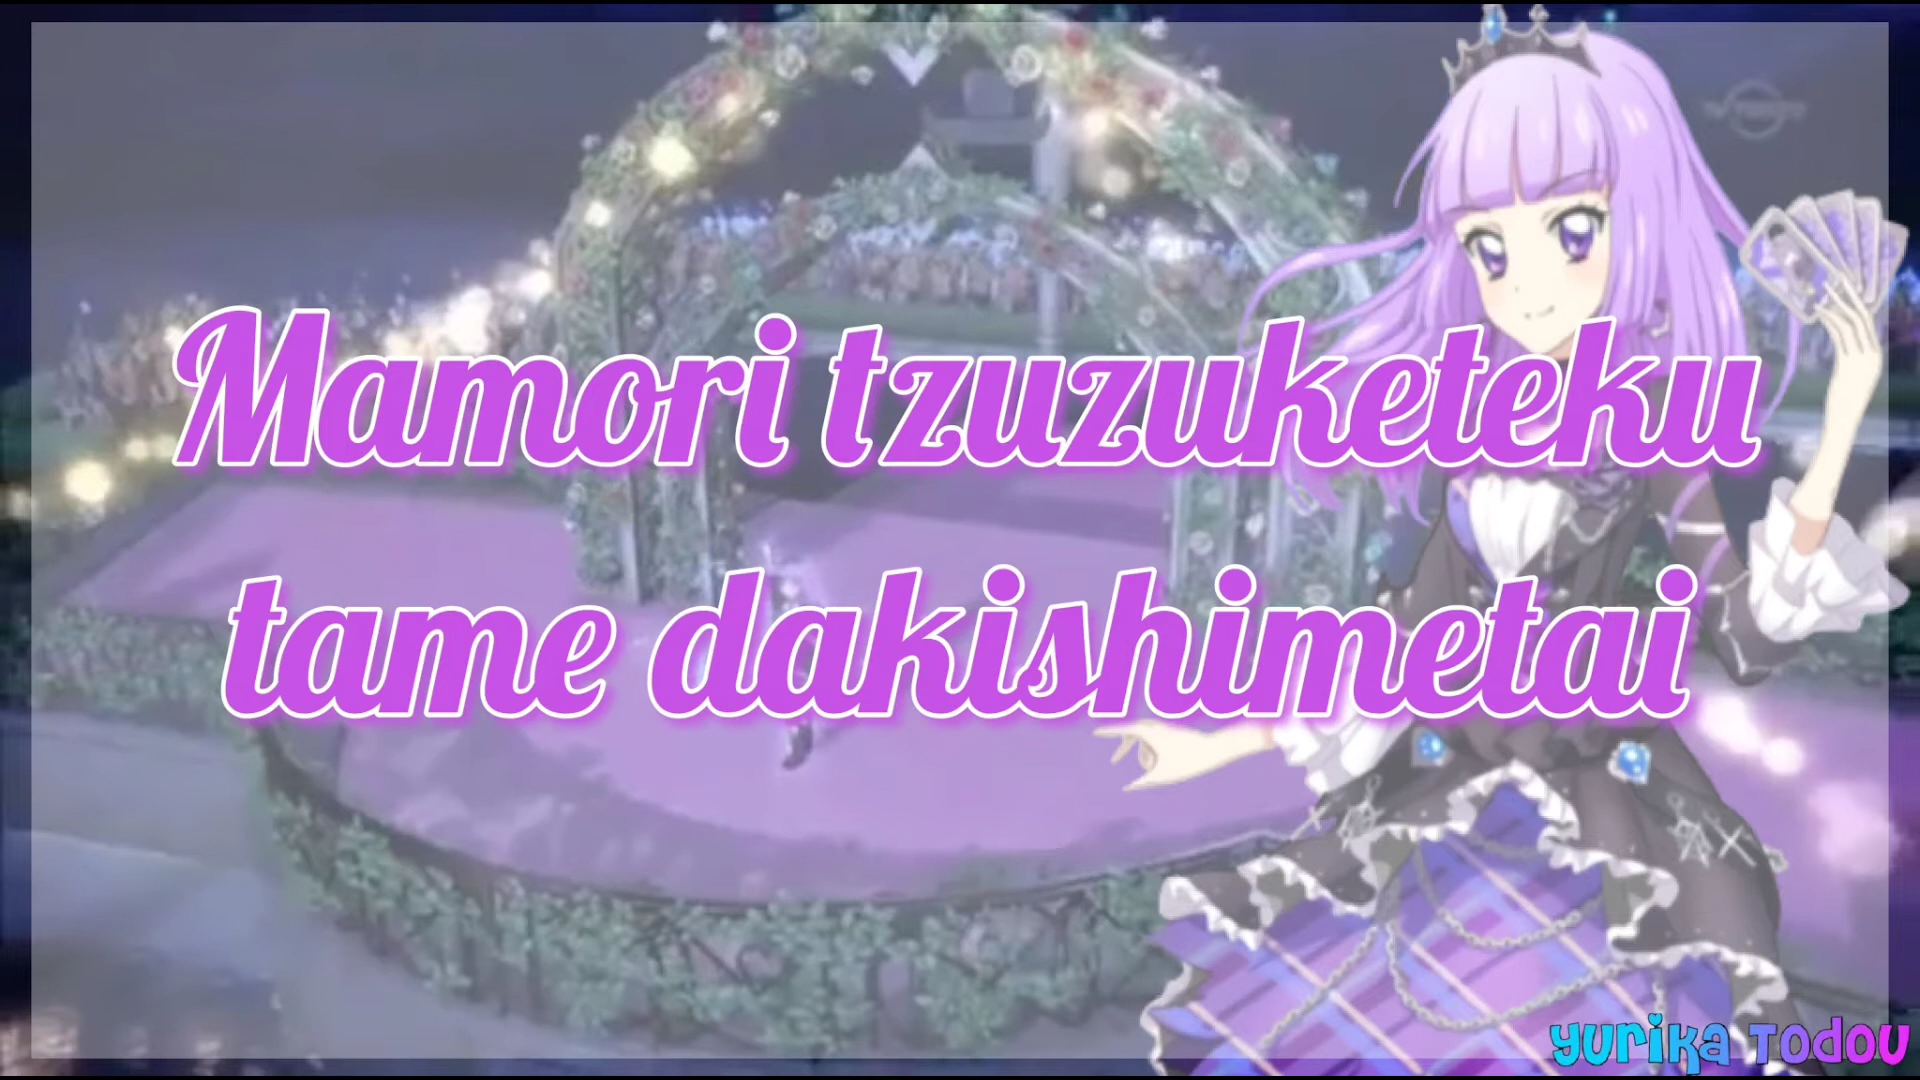 Mamori tzuzuketeku
tame dakishimetai
Yurika Todou